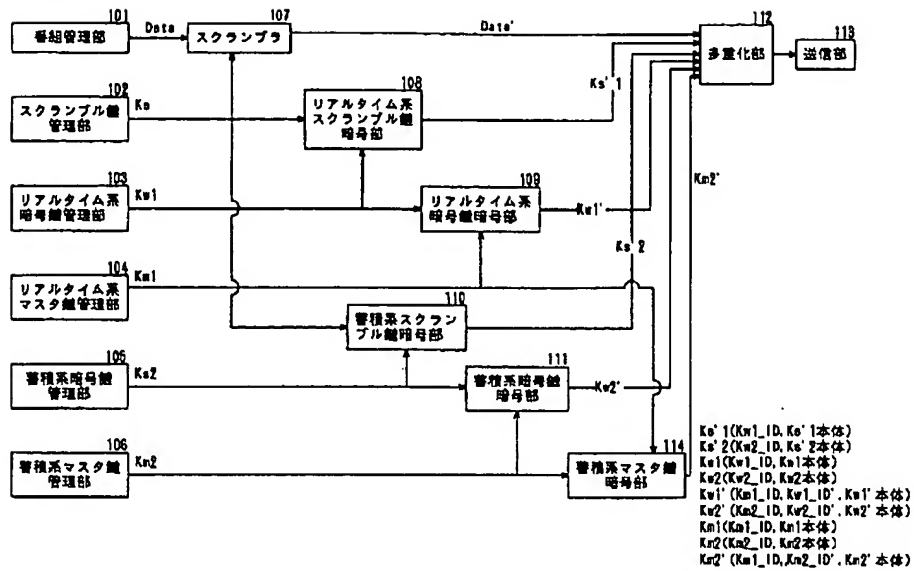 101
番組管理部
Data
107
スクランブラ
Data'
112
多重化部
113
送信部
102
スクランブル鍵
管理部
Ks
108
リアルタイム系
スクランブル鍵
暗号部
Ks'1
103
リアルタイム系
暗号鍵管理部
Kw1
109
リアルタイム系
暗号鍵暗号部
Kw1'
Km2'
Ks'2
104
リアルタイム系
マスタ鍵管理部
Km1
110
蓄積系スクラン
ブル鍵暗号部
105
蓄積系暗号鍵
管理部
Ks2
111
蓄積系暗号鍵
暗号部
Kw2'
106
蓄積系マスタ鍵
管理部
Km2
114
蓄積系マスタ鍵
暗号部
Ks'1(Kw1_ID,Ks'1本体)
Ks'2(Kw2_ID,Ks'2本体)
Kw1(Kw1_ID,Kw1本体)
Kw2(Kw2_ID,Kw2本体)
Kw1'(Km1_ID,Kw1_ID',Kw1'本体)
Kw2'(Km2_ID,Kw2_ID',Kw2'本体)
Km1(Km1_ID,Km1本体)
Km2(Km2_ID,Km2本体)
Km2'(Km1_ID,Km2_ID',Km2'本体)